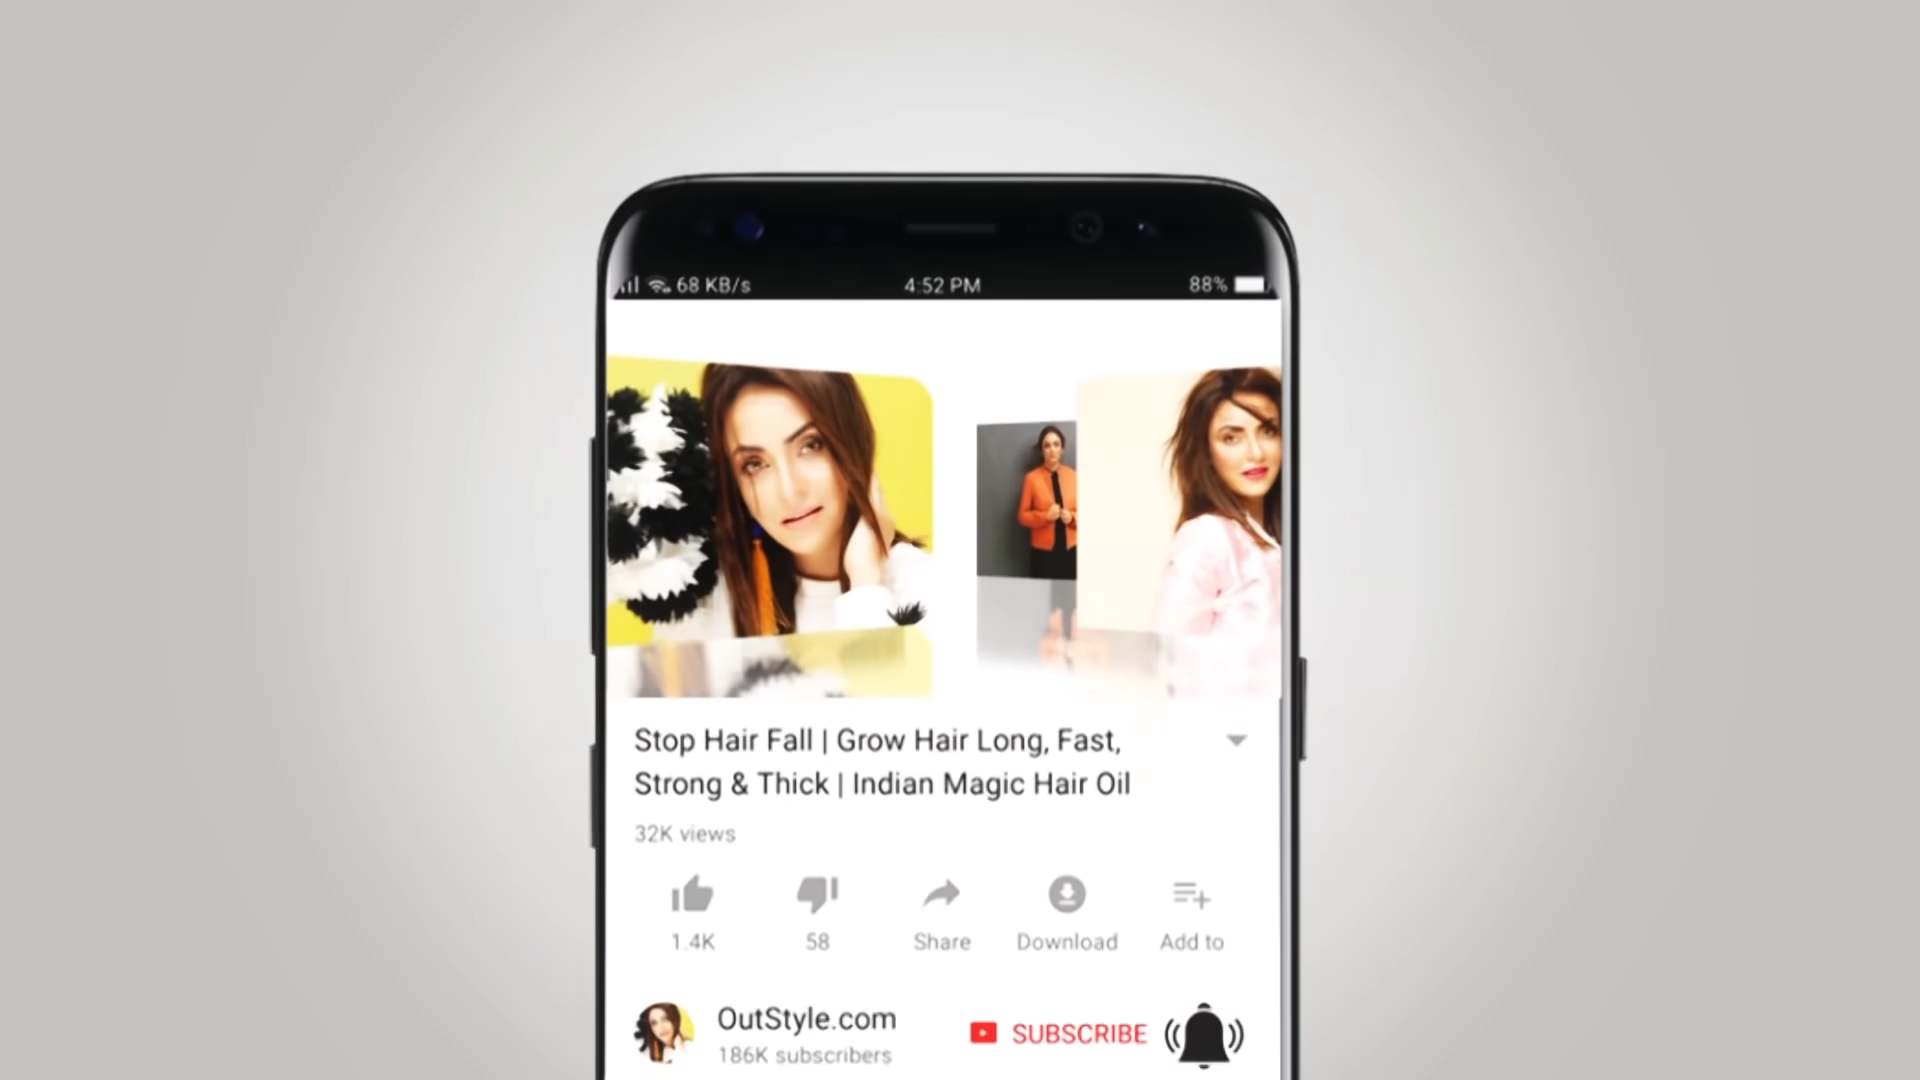 68 KB/s 4:52 PM 88%
Stop Hair Fall | Grow Hair Long, Fast,
Strong & Thick | Indian Magic Hair Oil
32K views
1.4K 58 Share Download Add to
OutStyle.com
186K subscribers
SUBSCRIBE